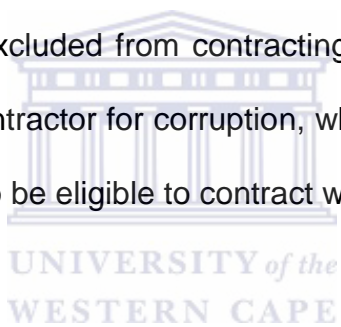 xcluded from contracting
ntractor for corruption, wh
be eligible to contract w
UNIVERSITY of the
WESTERN CAPE